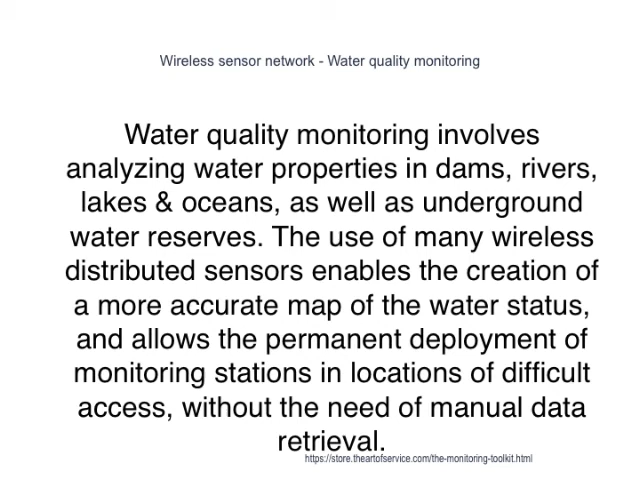 Wireless sensor network - Water quality monitoring
Water quality monitoring involves
analyzing water properties in dams, rivers,
lakes & oceans, as well as underground
water reserves. The use of many wireless
distributed sensors enables the creation of
a more accurate map of the water status,
and allows the permanent deployment of
monitoring stations in locations of difficult
access, without the need of manual data
retrieval.
https://store.theartofservice.com/the-monitoring-toolkit.html